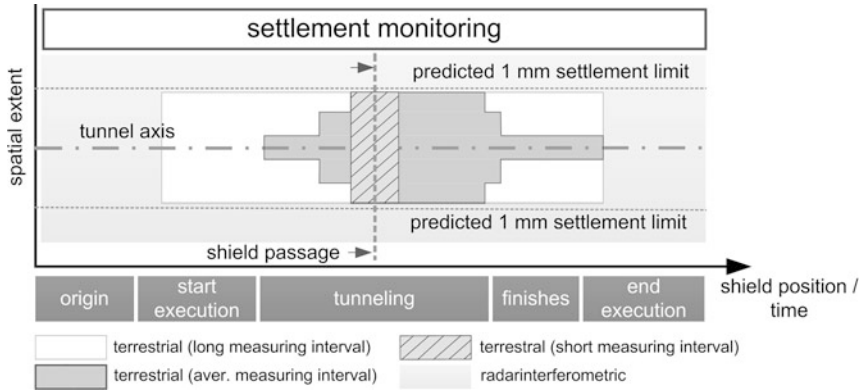 settlement monitoring
predicted 1 mm settlement limit
tunnel axis
spatial extent
predicted 1 mm settlement limit
shield passage
origin
start
execution
tunneling
finishes
end
execution
shield position /
time
terrestrial (long measuring interval)
terrestral (short measuring interval)
terrestrial (aver. measuring interval)
radarinterferometric